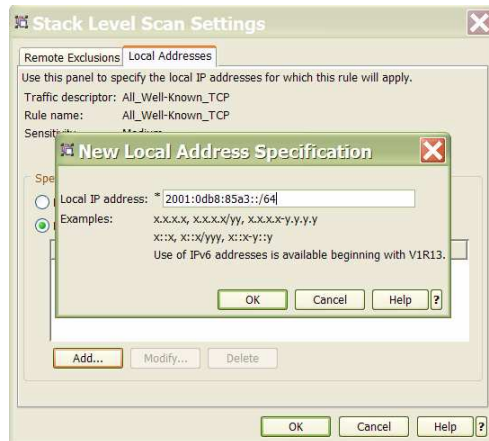 Stack Level Scan Settings
Remote Exclusions Local Addresses
Use this panel to specify the local IP addresses for which this rule will apply.
Traffic descriptor: All_Well-Known_TCP
Rule name: All_Well-Known_TCP
New Local Address Specification
Local IP address: * 2001:0db8:85a3::/64
Examples: x.x.x.x, x.x.x.x/yy, x.x.x.x-y.y.y.y
x::x, x::x/yyy, x::x-y::y
Use of IPv6 addresses is available beginning with V1R13.
OK Cancel Help ?
Add... Modify... Delete
OK Cancel Help ?